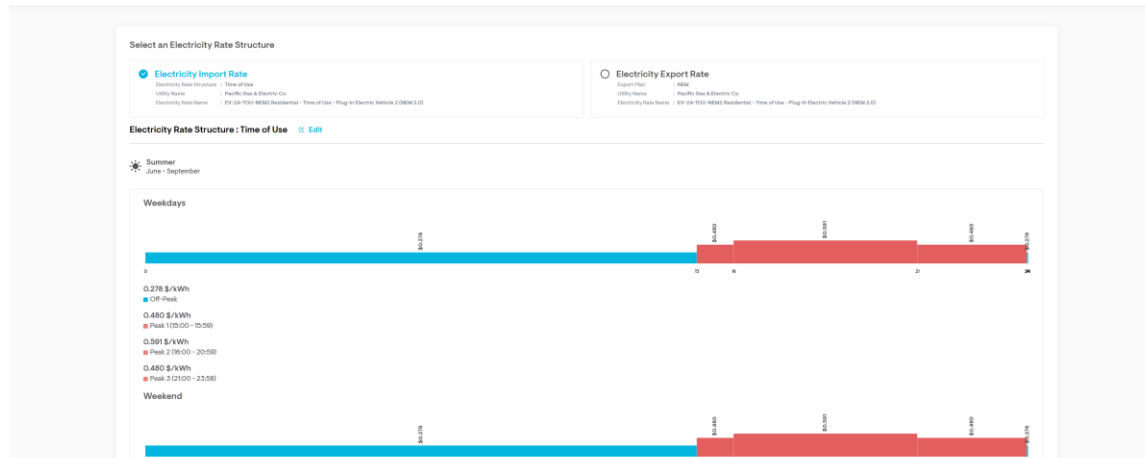 Select an Electricity Rate Structure
Electricity Import Rate
Electricity Rate Structure : Time of Use
Utility Name : Pacific Gas & Electric Co
Electricity Rate Name : EV-2A-TOU-NEM2 Residential - Time of Use - Plug-In Electric Vehicle 2 (NEM 2.0)
Electricity Export Rate
Export Plan : NEM
Utility Name : Pacific Gas & Electric Co
Electricity Rate Name : EV-2A-TOU-NEM2 Residential - Time of Use - Plug-In Electric Vehicle 2 (NEM 2.0)
Electricity Rate Structure : Time of Use Edit
Summer
June - September
Weekdays
$0.278 $0.480 $0.591 $0.480 $0.278
0 15 16 21 24
0.278 $/kWh
Off-Peak
0.480 $/kWh
Peak 1 (15:00 - 15:59)
0.591 $/kWh
Peak 2 (16:00 - 20:59)
0.480 $/kWh
Peak 3 (21:00 - 23:58)
Weekend
$0.278 $0.480 $0.591 $0.480 $0.278